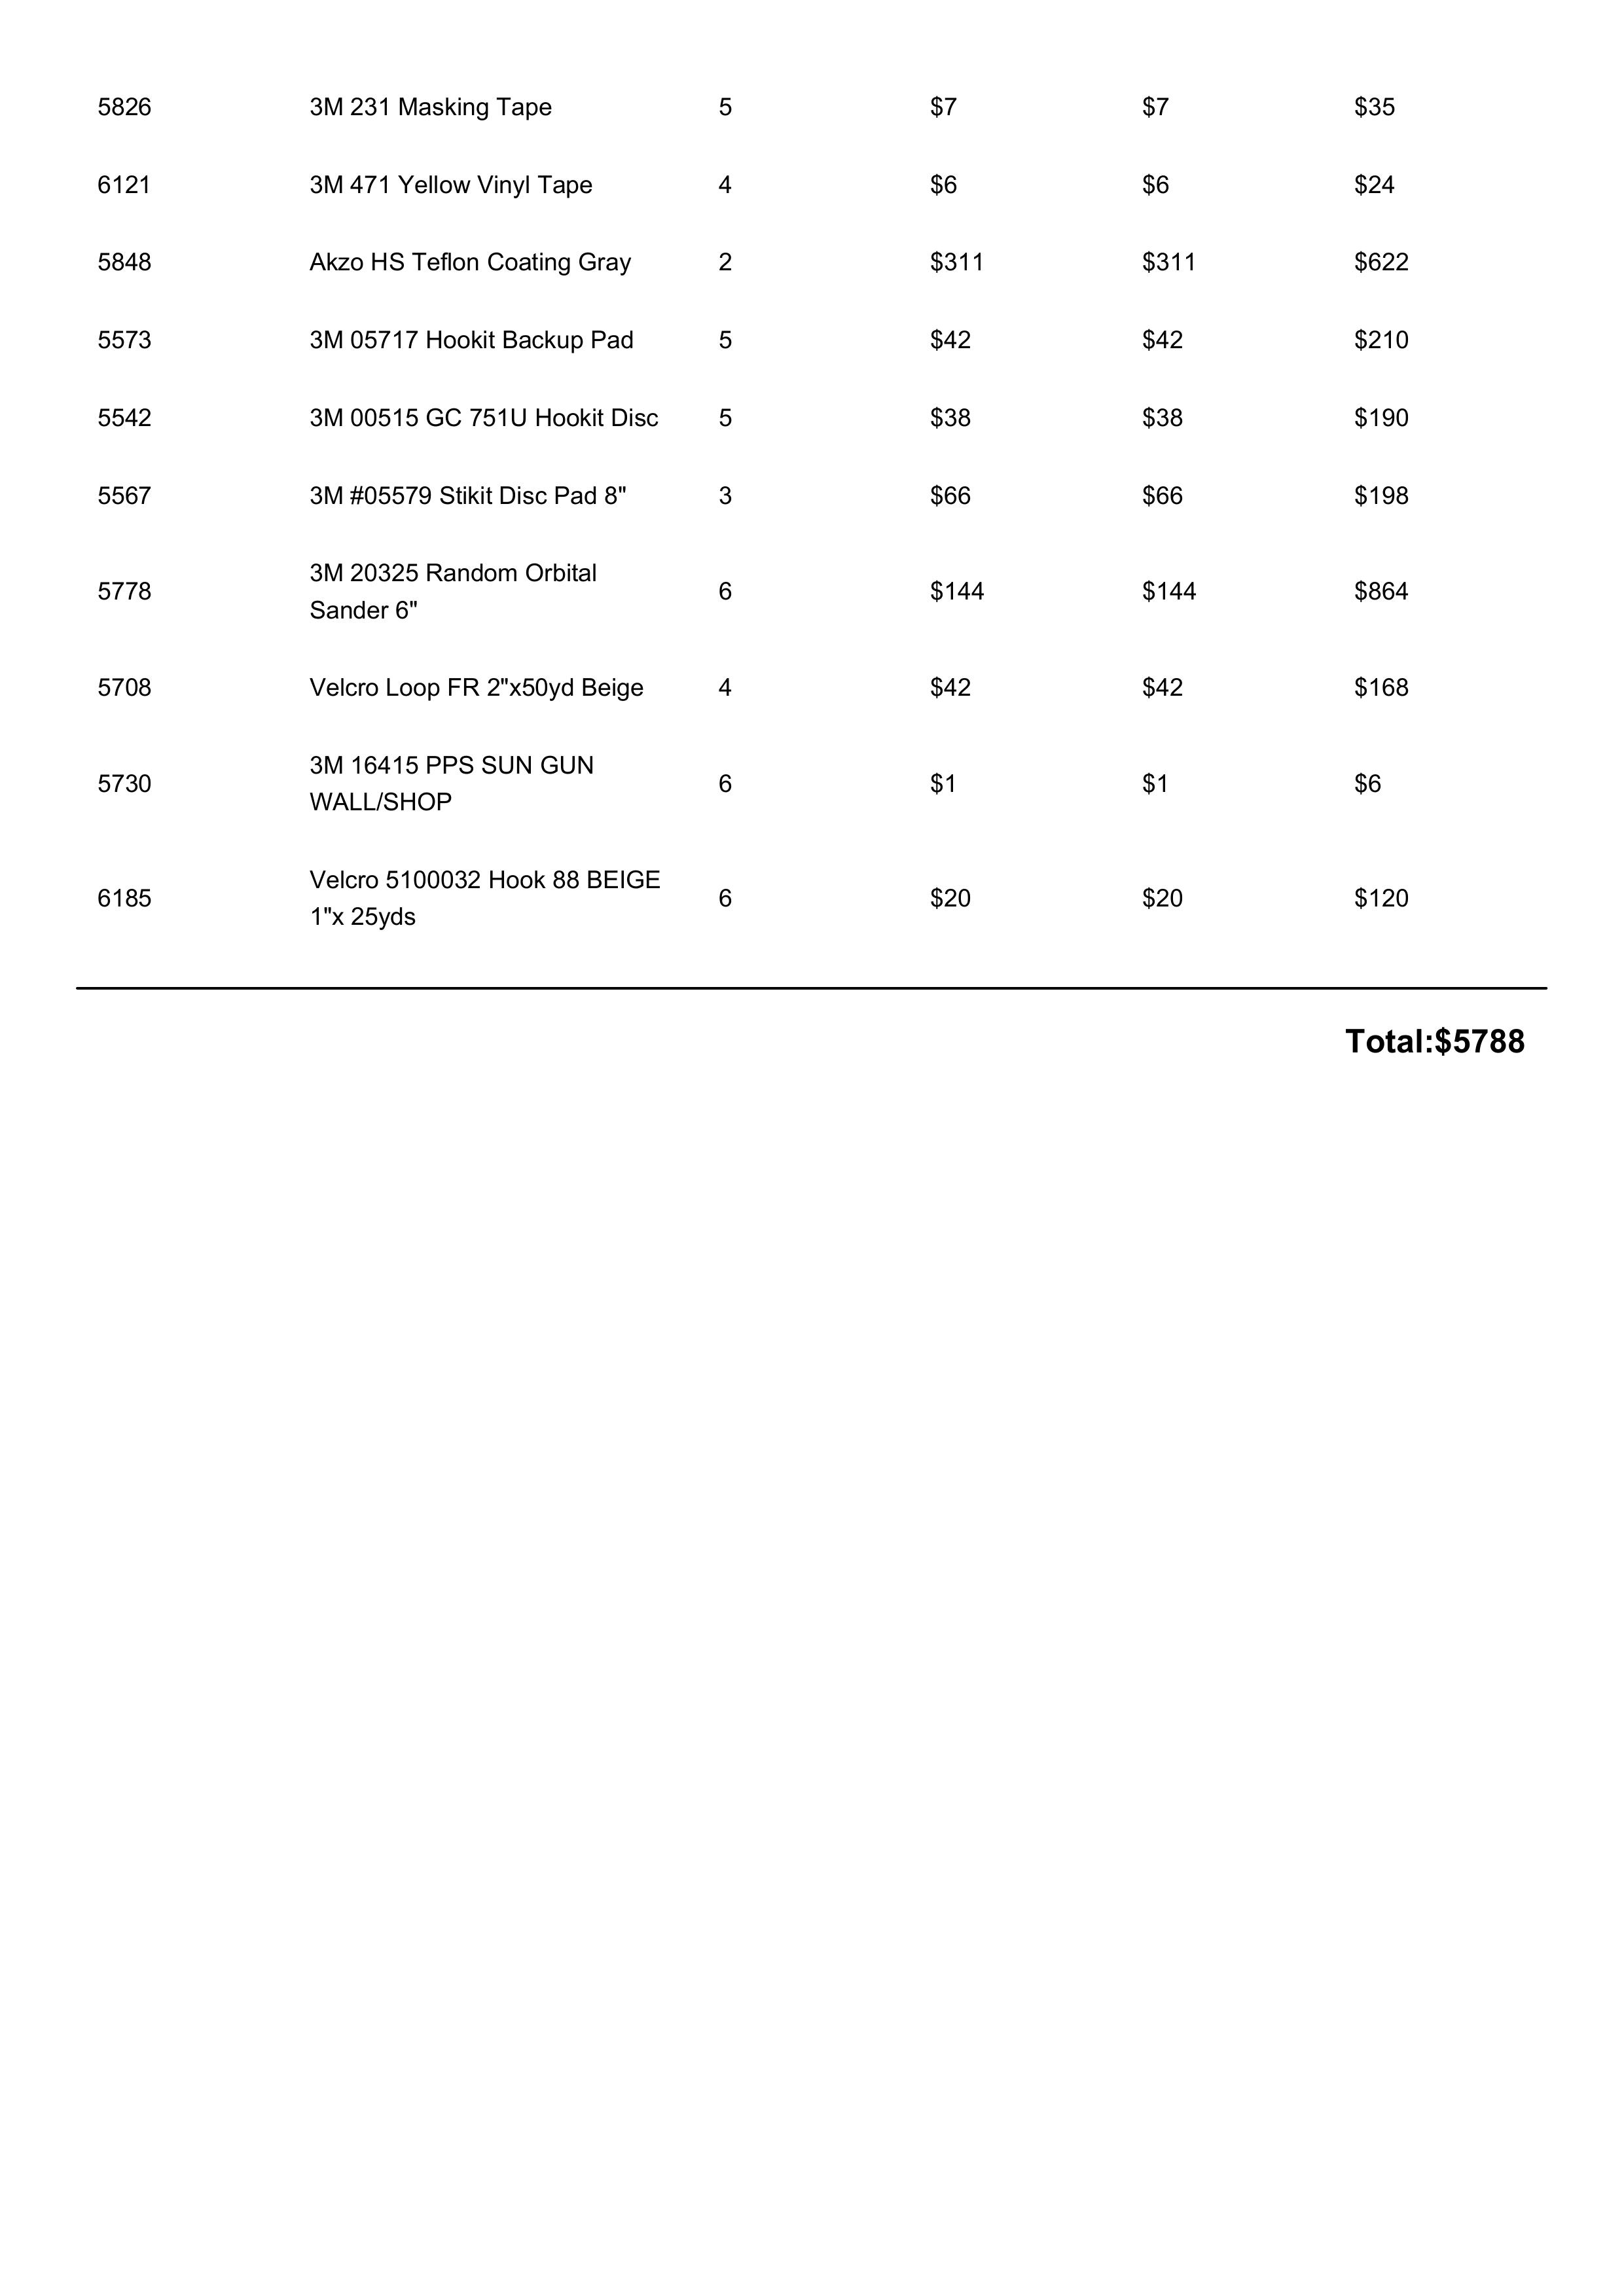 5826 3M 231 Masking Tape 5 $7 $7 $35
6121 3M 471 Yellow Vinyl Tape 4 $6 $6 $24
5848 Akzo HS Teflon Coating Gray 2 $311 $311 $622
5573 3M 05717 Hookit Backup Pad 5 $42 $42 $210
5542 3M 00515 GC 751U Hookit Disc 5 $38 $38 $190
5567 3M #05579 Stikit Disc Pad 8" 3 $66 $66 $198
3M 20325 Random Orbital
5778 6 $144 $144 $864
Sander 6"
5708 Velcro Loop FR 2"x50yd Beige 4 $42 $42 $168
3M 16415 PPS SUN GUN
5730 6 $1 $1 $6
WALL/SHOP
Velcro 5100032 Hook 88 BEIGE
6185 6 $20 $20 $120
1"x 25yds
Total:$5788